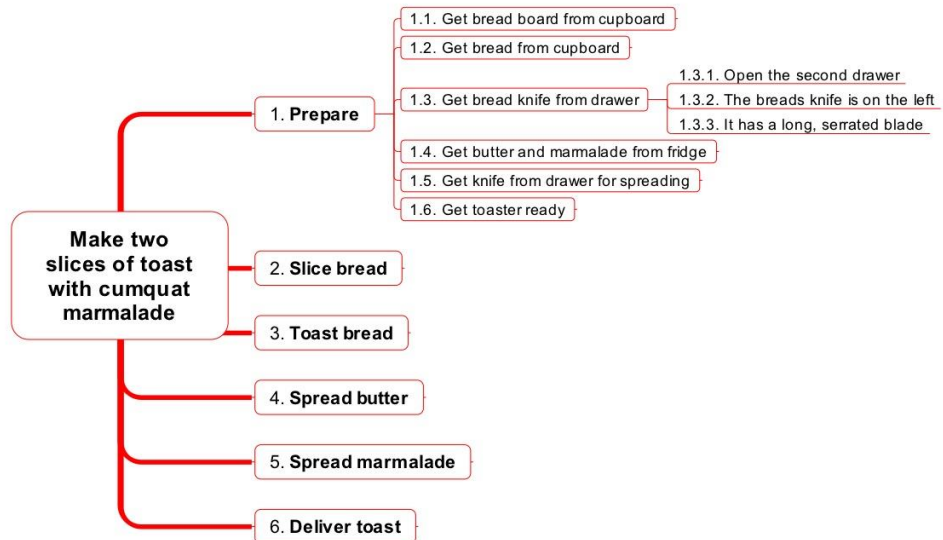 Make two
slices of toast
with cumquat
marmalade
1. Prepare
1.1. Get bread board from cupboard
1.2. Get bread from cupboard
1.3. Get bread knife from drawer
1.3.1. Open the second drawer
1.3.2. The breads knife is on the left
1.3.3. It has a long, serrated blade
1.4. Get butter and marmalade from fridge
1.5. Get knife from drawer for spreading
1.6. Get toaster ready
2. Slice bread
3. Toast bread
4. Spread butter
5. Spread marmalade
6. Deliver toast